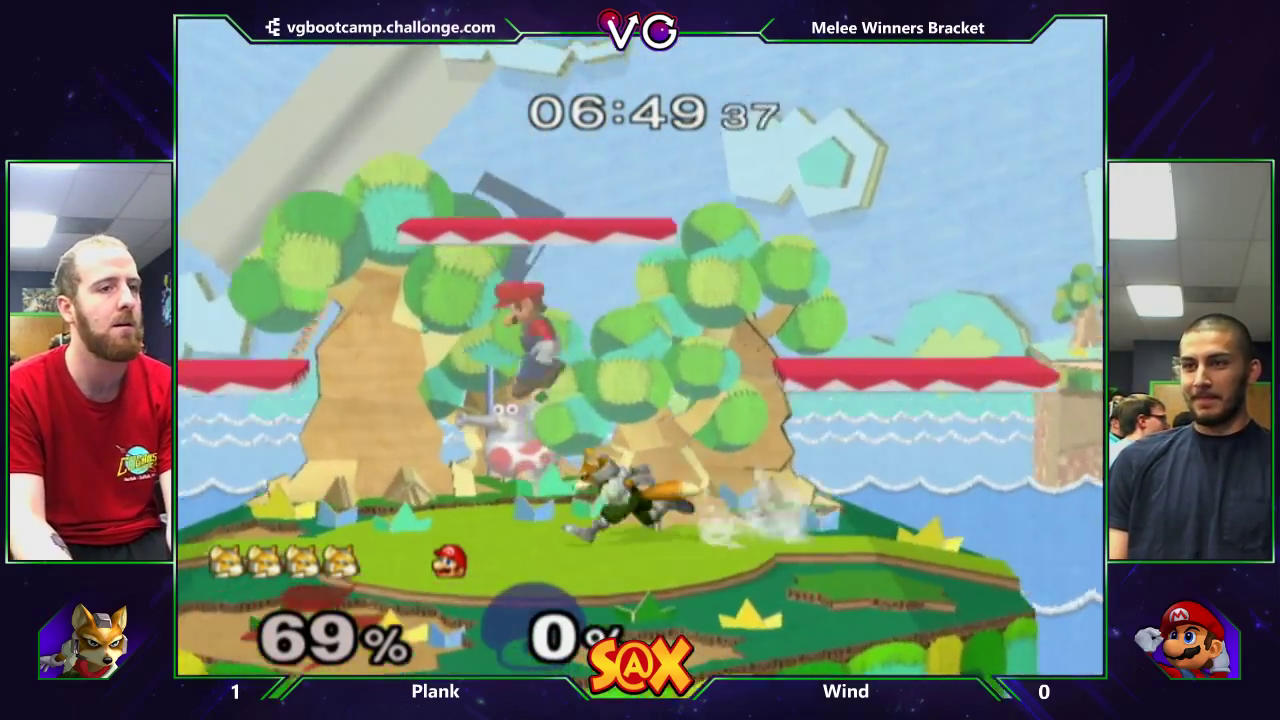 vgbootcamp.challonge.com
VG
Melee Winners Bracket
06:49 37
69%
0%
S@X
1
Plank
Wind
0